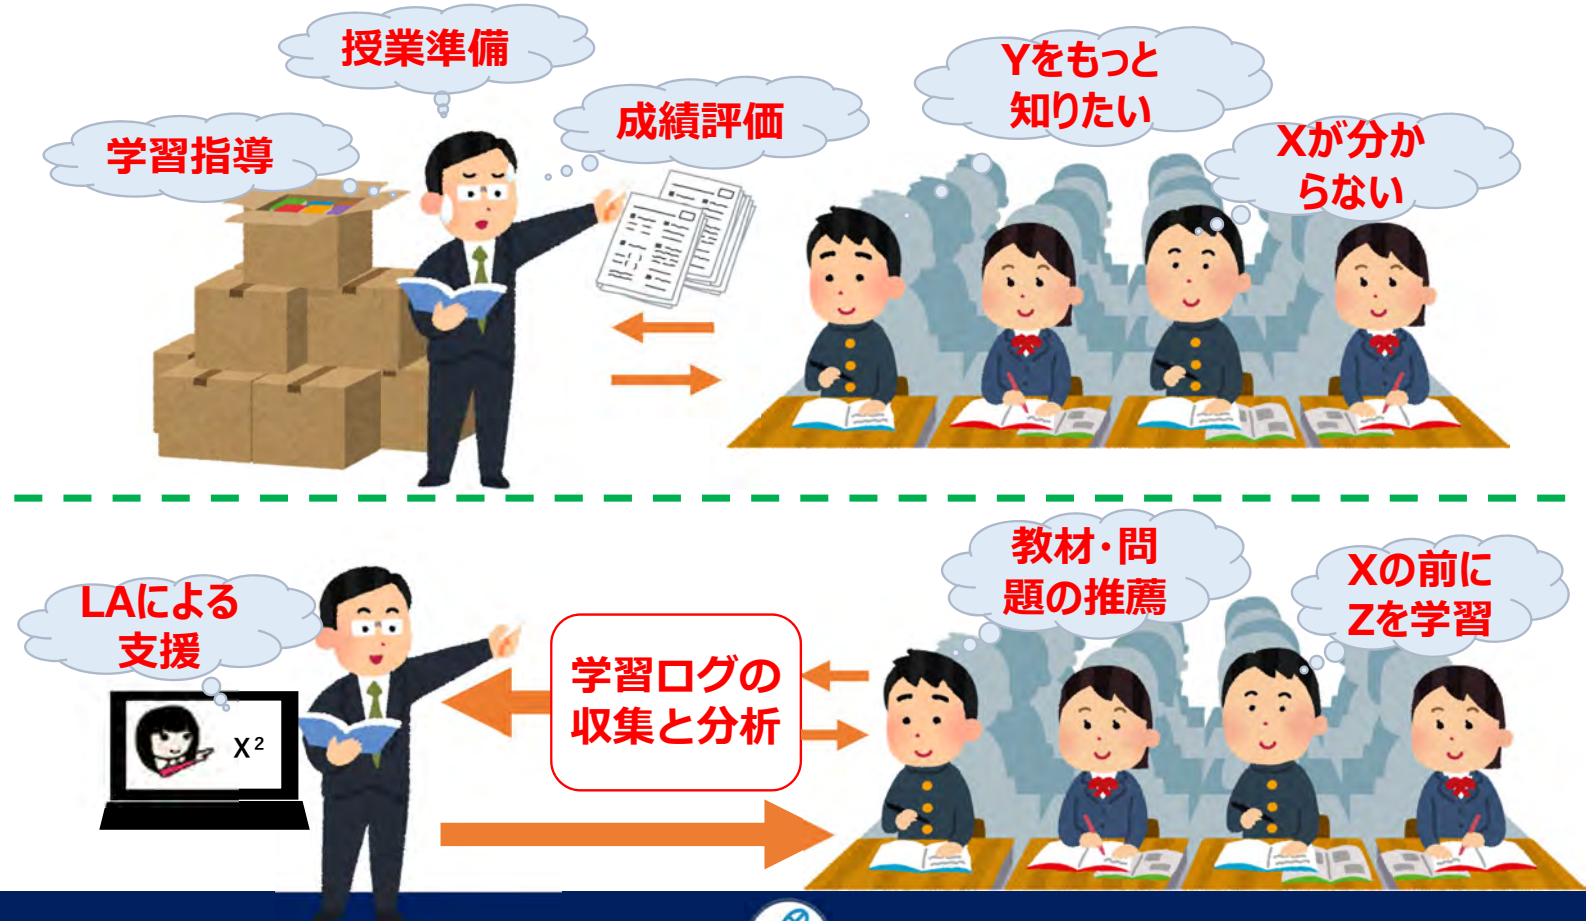 授業準備
学習指導
成績評価
Yをもっと
知りたい
Xが分か
らない
LAによる
支援
X²
学習ログの
収集と分析
教材・問
題の推薦
Xの前に
Zを学習